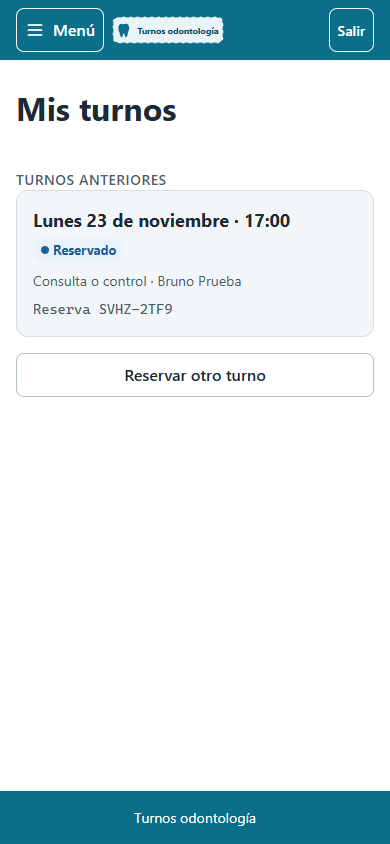 Menú
Turnos odontología
Salir
Mis turnos
TURNOS ANTERIORES
Lunes 23 de noviembre · 17:00
Reservado
Consulta o control · Bruno Prueba
Reserva SVHZ-2TF9
Reservar otro turno
Turnos odontología